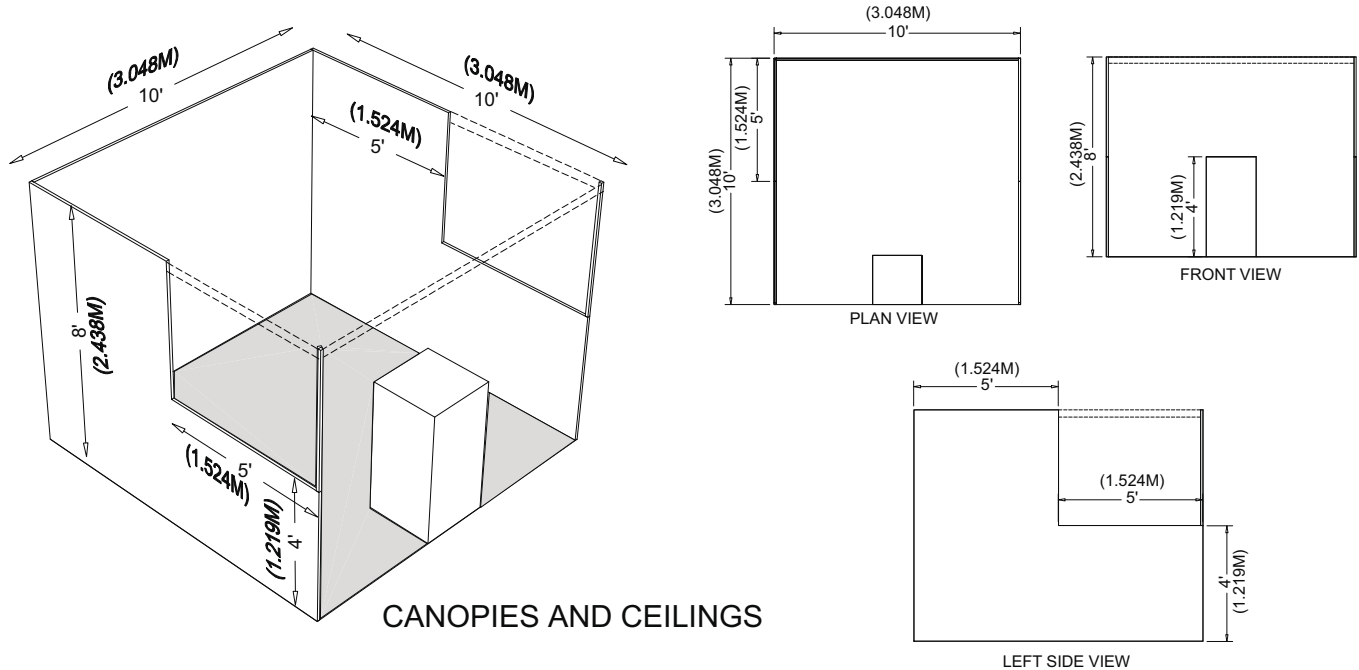 (3.048M)
10'
(3.048M)
10'
(1.524M)
5'
8'
(2.438M)
5'
(1.524M)
4'
(1.219M)
CANOPIES AND CEILINGS
(3.048M)
10'
(1.524M)
5'
(3.048M)
10'
PLAN VIEW
(2.438M)
8'
(1.219M)
4'
FRONT VIEW
(1.524M)
5'
(1.524M)
5'
4'
(1.219M)
LEFT SIDE VIEW